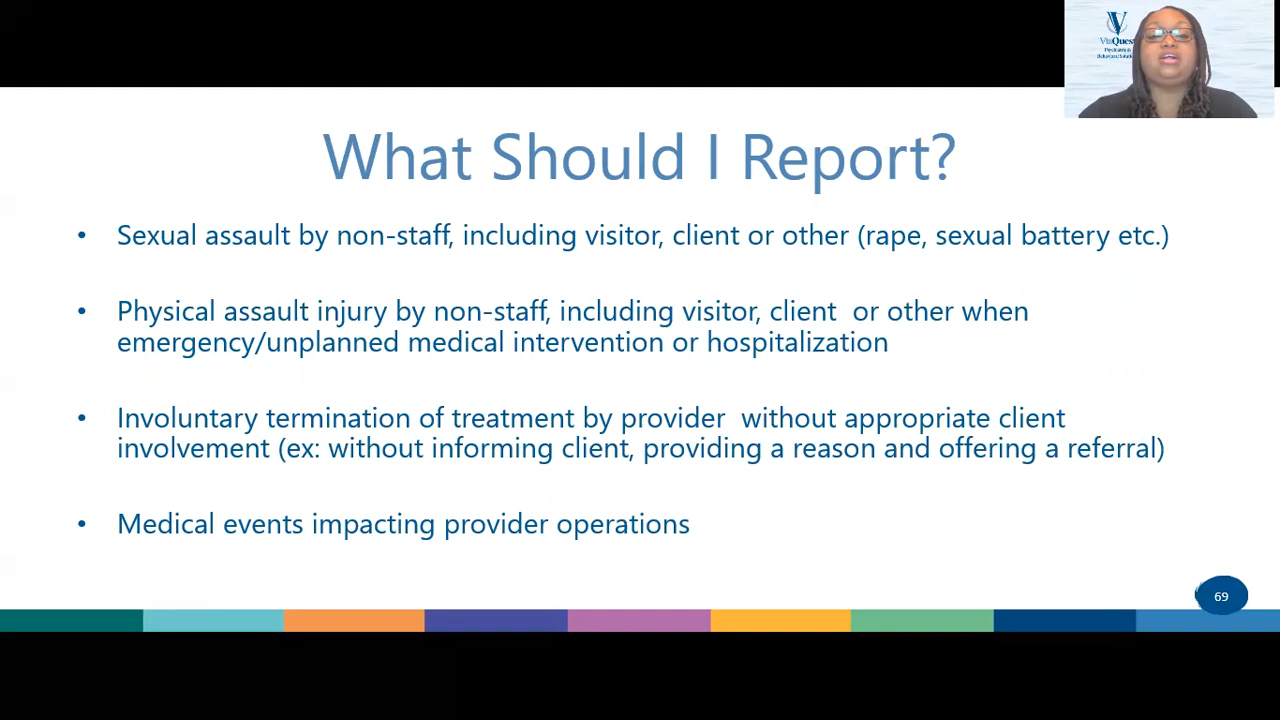 What Should I Report?
• Sexual assault by non-staff, including visitor, client or other (rape, sexual battery etc.)
• Physical assault injury by non-staff, including visitor, client  or other when
emergency/unplanned medical intervention or hospitalization
• Involuntary termination of treatment by provider  without appropriate client
involvement (ex: without informing client, providing a reason and offering a referral)
• Medical events impacting provider operations
69